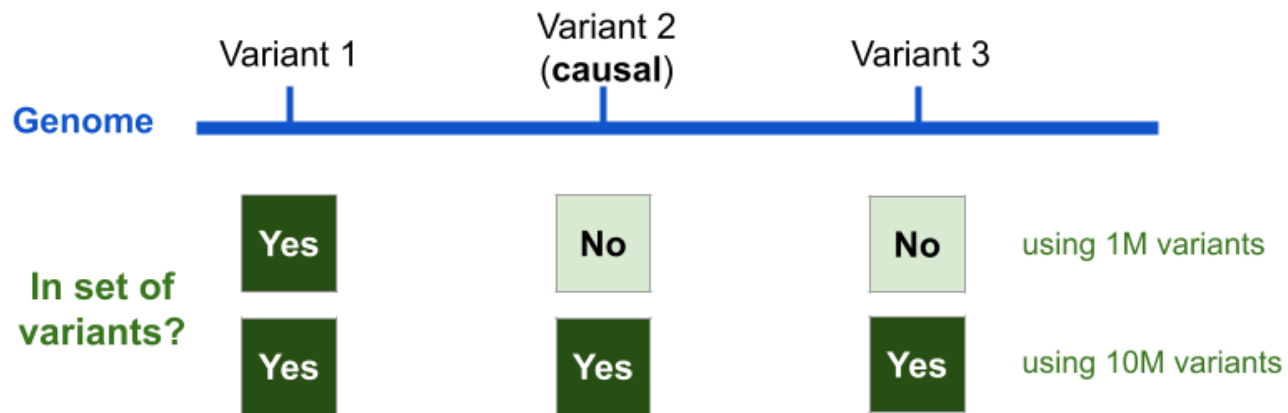 Variant 1
Variant 2
(causal)
Variant 3
Genome
In set of
variants?
Yes
No
No
using 1M variants
Yes
Yes
Yes
using 10M variants